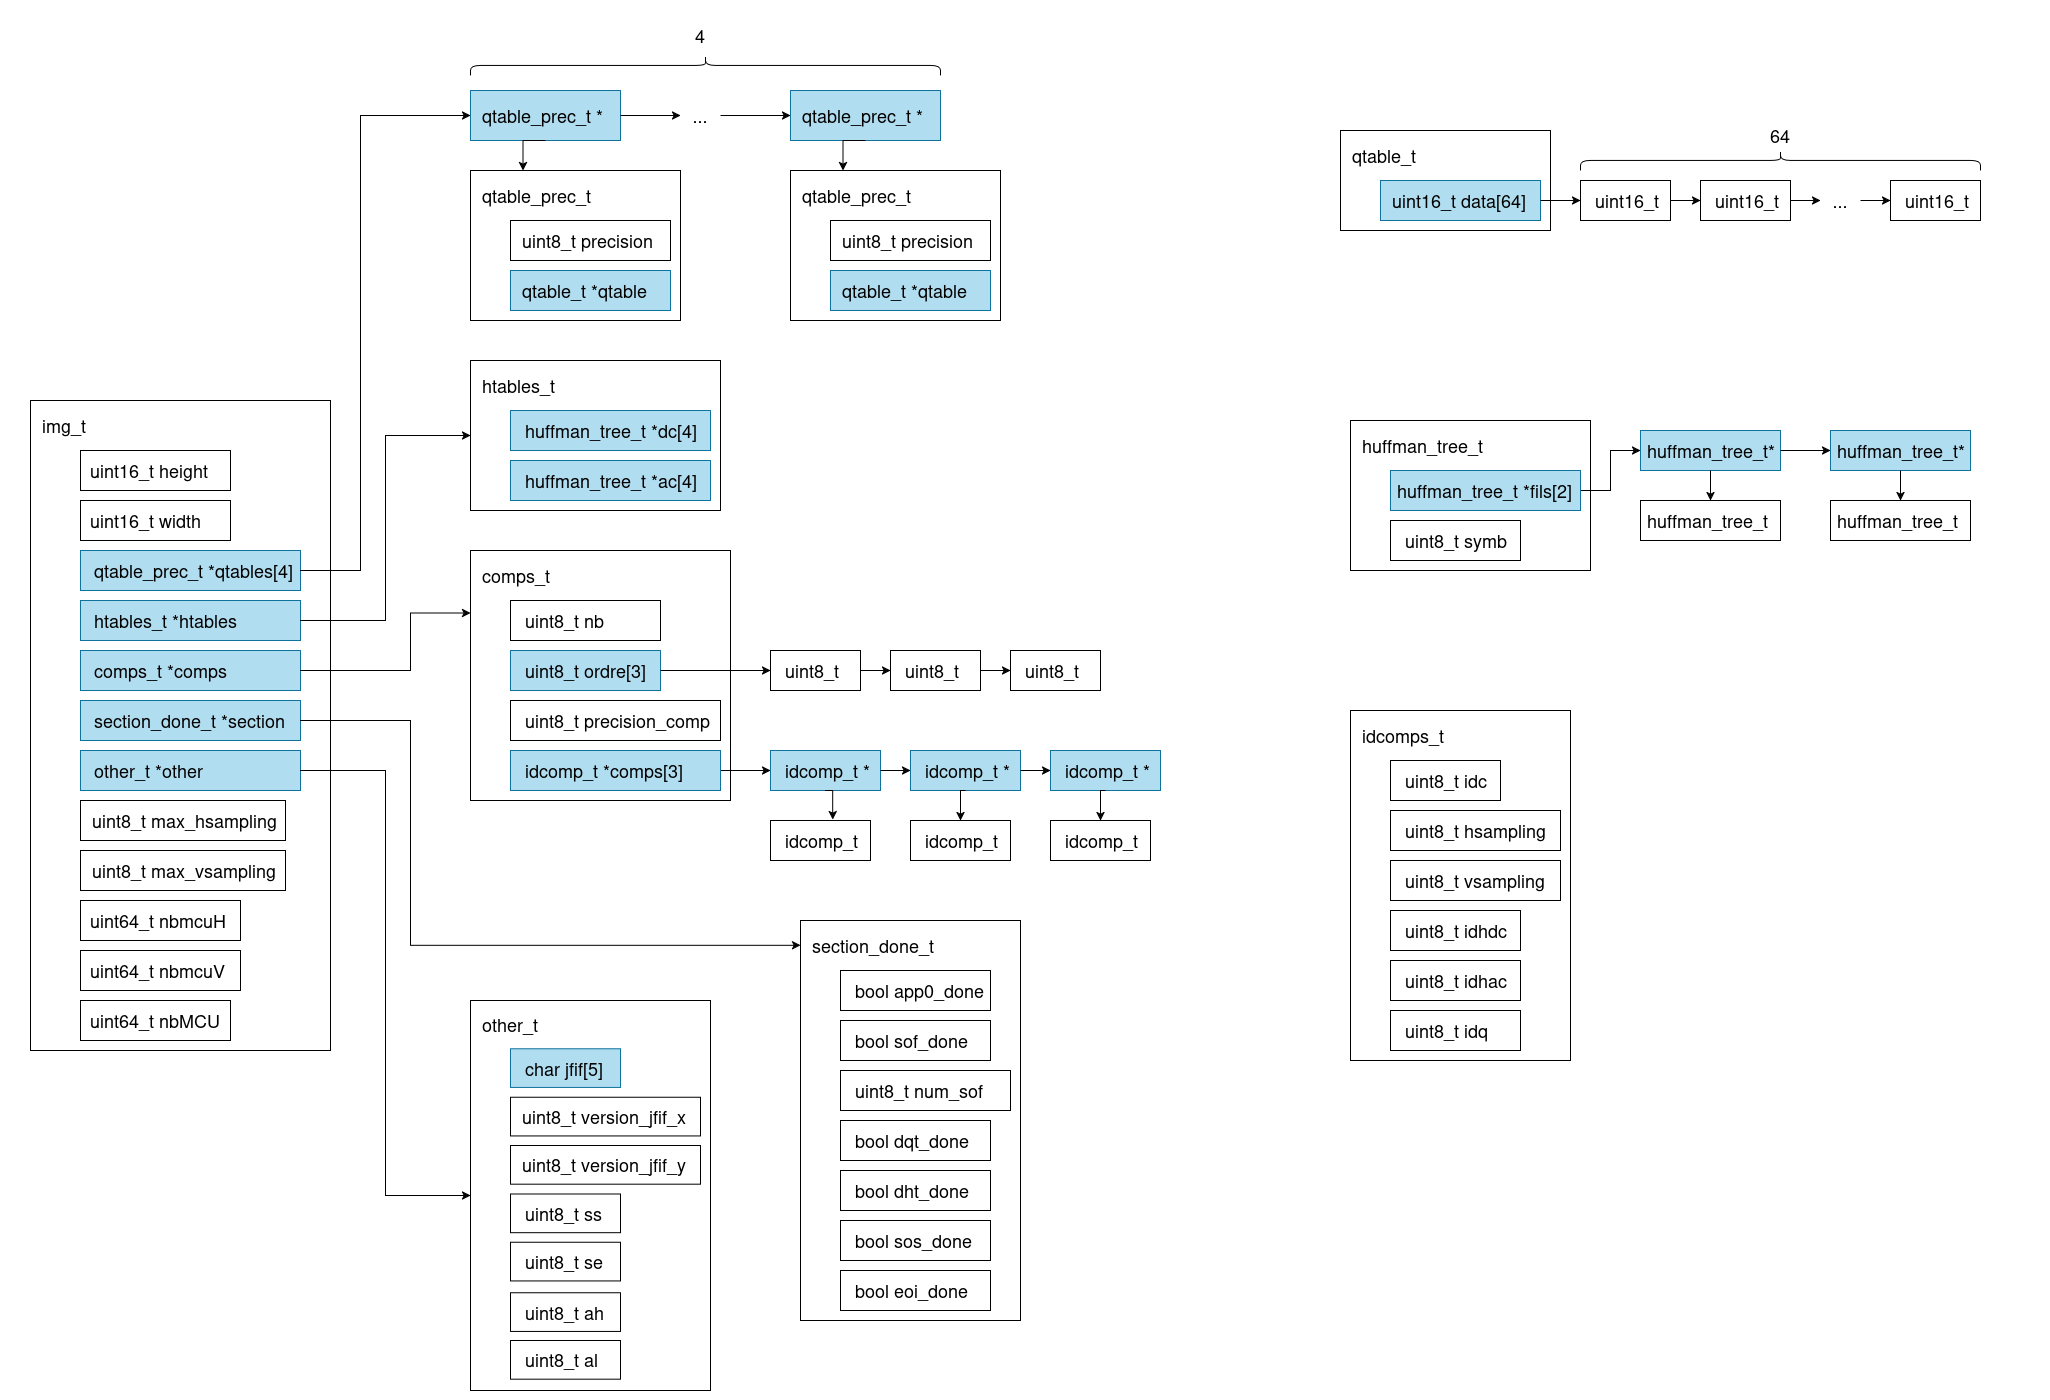 4
qtable_prec_t *
...
qtable_prec_t *
qtable_prec_t
uint8_t precision
qtable_t *qtable
qtable_prec_t
uint8_t precision
qtable_t *qtable
htables_t
huffman_tree_t *dc[4]
huffman_tree_t *ac[4]
img_t
uint16_t height
uint16_t width
qtable_prec_t *qtables[4]
htables_t *htables
comps_t *comps
section_done_t *section
other_t *other
uint8_t max_hsampling
uint8_t max_vsampling
uint64_t nbmcuH
uint64_t nbmcuV
uint64_t nbMCU
comps_t
uint8_t nb
uint8_t ordre[3]
uint8_t precision_comp
idcomp_t *comps[3]
uint8_t
uint8_t
uint8_t
idcomp_t *
idcomp_t *
idcomp_t *
idcomp_t
idcomp_t
idcomp_t
section_done_t
bool app0_done
bool sof_done
uint8_t num_sof
bool dqt_done
bool dht_done
bool sos_done
bool eoi_done
other_t
char jfif[5]
uint8_t version_jfif_x
uint8_t version_jfif_y
uint8_t ss
uint8_t se
uint8_t ah
uint8_t al
qtable_t
uint16_t data[64]
64
uint16_t
uint16_t
...
uint16_t
huffman_tree_t
huffman_tree_t *fils[2]
uint8_t symb
huffman_tree_t*
huffman_tree_t*
huffman_tree_t
huffman_tree_t
idcomps_t
uint8_t idc
uint8_t hsampling
uint8_t vsampling
uint8_t idhdc
uint8_t idhac
uint8_t idq